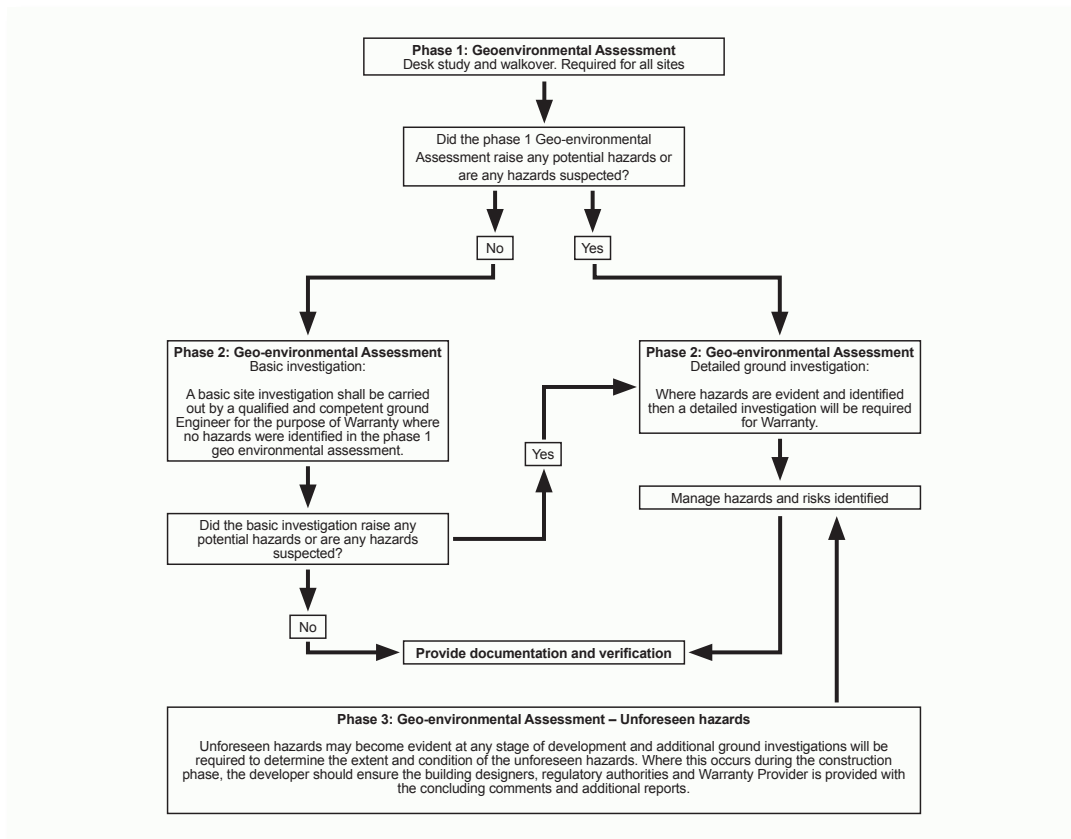 Phase 1: Geoenvironmental Assessment
Desk study and walkover. Required for all sites
Did the phase 1 Geo-environmental
Assessment raise any potential hazards or
are any hazards suspected?
No
Yes
Phase 2: Geo-environmental Assessment
Basic investigation:
A basic site investigation shall be carried
out by a qualified and competent ground
Engineer for the purpose of Warranty where
no hazards were identified in the phase 1
geo environmental assessment.
Phase 2: Geo-environmental Assessment
Detailed ground investigation:
Where hazards are evident and identified
then a detailed investigation will be required
for Warranty.
Yes
Manage hazards and risks identified
Did the basic investigation raise any
potential hazards or are any hazards
suspected?
No
Provide documentation and verification
Phase 3: Geo-environmental Assessment – Unforeseen hazards
Unforeseen hazards may become evident at any stage of development and additional ground investigations will be
required to determine the extent and condition of the unforeseen hazards. Where this occurs during the construction
phase, the developer should ensure the building designers, regulatory authorities and Warranty Provider is provided with
the concluding comments and additional reports.